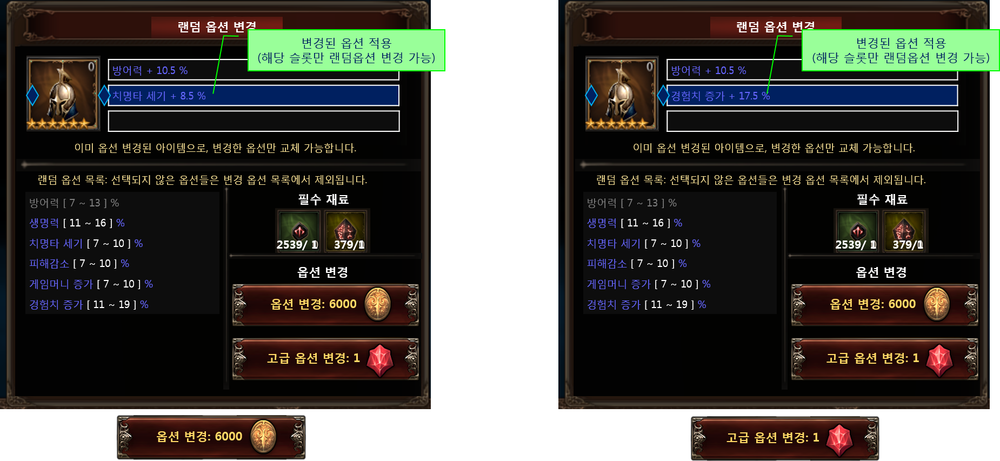 랜덤 옵션 변경
변경된 옵션 적용
(해당 슬롯만 랜덤옵션 변경 가능)
0
방어력 + 10.5 %
치명타 세기 + 8.5 %
이미 옵션 변경된 아이템으로, 변경한 옵션만 교체 가능합니다.
랜덤 옵션 목록: 선택되지 않은 옵션들은 변경 옵션 목록에서 제외됩니다.
방어력 [ 7 ~ 13 ] %
생명력 [ 11 ~ 16 ] %
치명타 세기 [ 7 ~ 10 ] %
피해감소 [ 7 ~ 10 ] %
게임머니 증가 [ 7 ~ 10 ] %
경험치 증가 [ 11 ~ 19 ] %
필수 재료
2539/ 1
379/1
옵션 변경
옵션 변경: 6000
고급 옵션 변경: 1
옵션 변경: 6000
랜덤 옵션 변경
변경된 옵션 적용
(해당 슬롯만 랜덤옵션 변경 가능)
0
방어력 + 10.5 %
경험치 증가 + 17.5 %
이미 옵션 변경된 아이템으로, 변경한 옵션만 교체 가능합니다.
랜덤 옵션 목록: 선택되지 않은 옵션들은 변경 옵션 목록에서 제외됩니다.
방어력 [ 7 ~ 13 ] %
생명력 [ 11 ~ 16 ] %
치명타 세기 [ 7 ~ 10 ] %
피해감소 [ 7 ~ 10 ] %
게임머니 증가 [ 7 ~ 10 ] %
경험치 증가 [ 11 ~ 19 ] %
필수 재료
2539/ 1
379/1
옵션 변경
옵션 변경: 6000
고급 옵션 변경: 1
고급 옵션 변경: 1